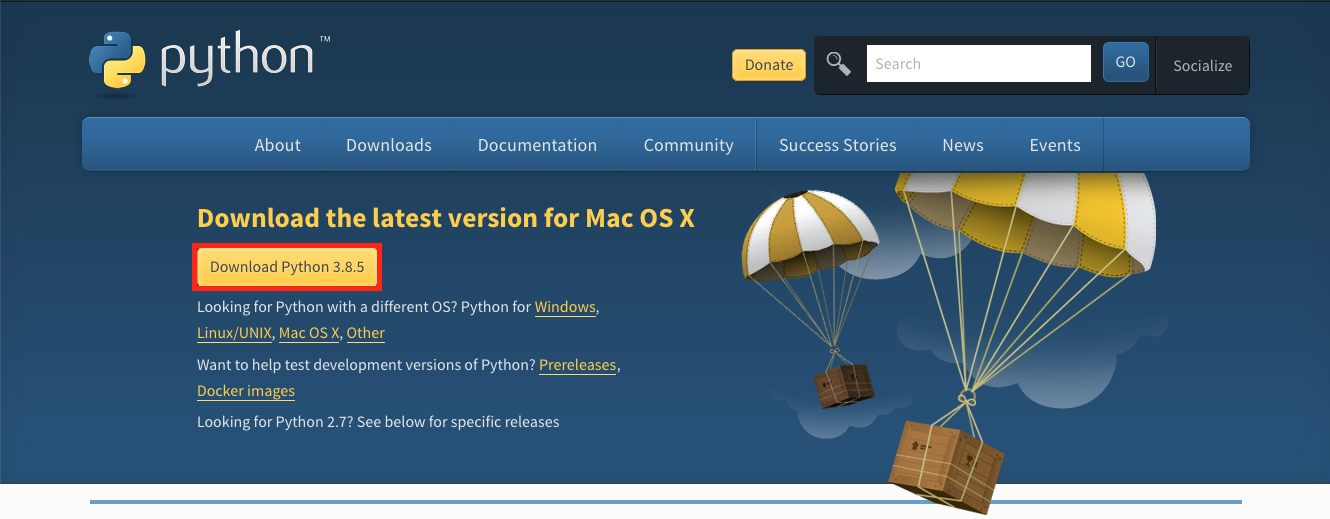 python™
Donate
Search
GO
Socialize
About Downloads Documentation Community Success Stories News Events
Download the latest version for Mac OS X
Download Python 3.8.5
Looking for Python with a different OS? Python for Windows,
Linux/UNIX, Mac OS X, Other
Want to help test development versions of Python? Prereleases,
Docker images
Looking for Python 2.7? See below for specific releases